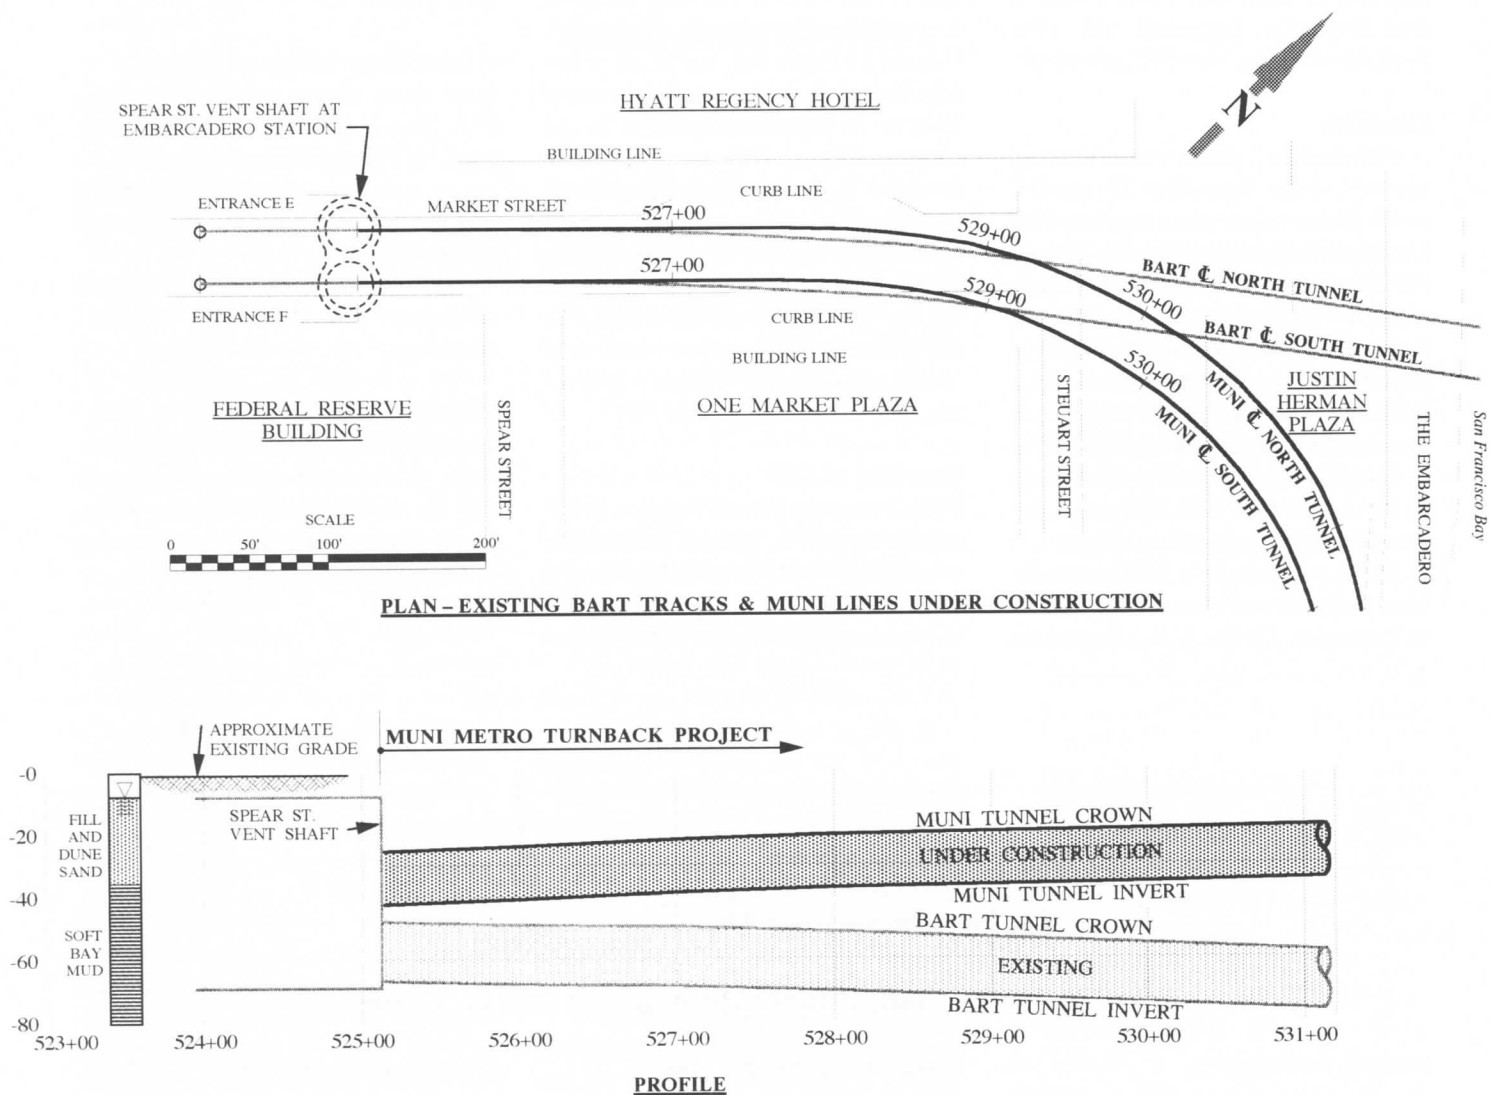 HYATT REGENCY HOTEL
N
SPEAR ST. VENT SHAFT AT
EMBARCADERO STATION
BUILDING LINE
CURB LINE
ENTRANCE E
MARKET STREET
527+00
529+00
527+00
529+00
BART ℄ NORTH TUNNEL
530+00
BART ℄ SOUTH TUNNEL
ENTRANCE F
CURB LINE
BUILDING LINE
530+00
FEDERAL RESERVE
BUILDING
SPEAR STREET
ONE MARKET PLAZA
STEUART STREET
MUNI ℄ SOUTH TUNNEL
MUNI ℄ NORTH TUNNEL
JUSTIN
HERMAN
PLAZA
THE EMBARCADERO
San Francisco Bay
SCALE
0 50' 100' 200'
PLAN – EXISTING BART TRACKS & MUNI LINES UNDER CONSTRUCTION
APPROXIMATE
EXISTING GRADE
MUNI METRO TURNBACK PROJECT
-0
-20
-40
-60
-80
FILL
AND
DUNE
SAND
SOFT
BAY
MUD
SPEAR ST.
VENT SHAFT
MUNI TUNNEL CROWN
UNDER CONSTRUCTION
MUNI TUNNEL INVERT
BART TUNNEL CROWN
EXISTING
BART TUNNEL INVERT
523+00 524+00 525+00 526+00 527+00 528+00 529+00 530+00 531+00
PROFILE